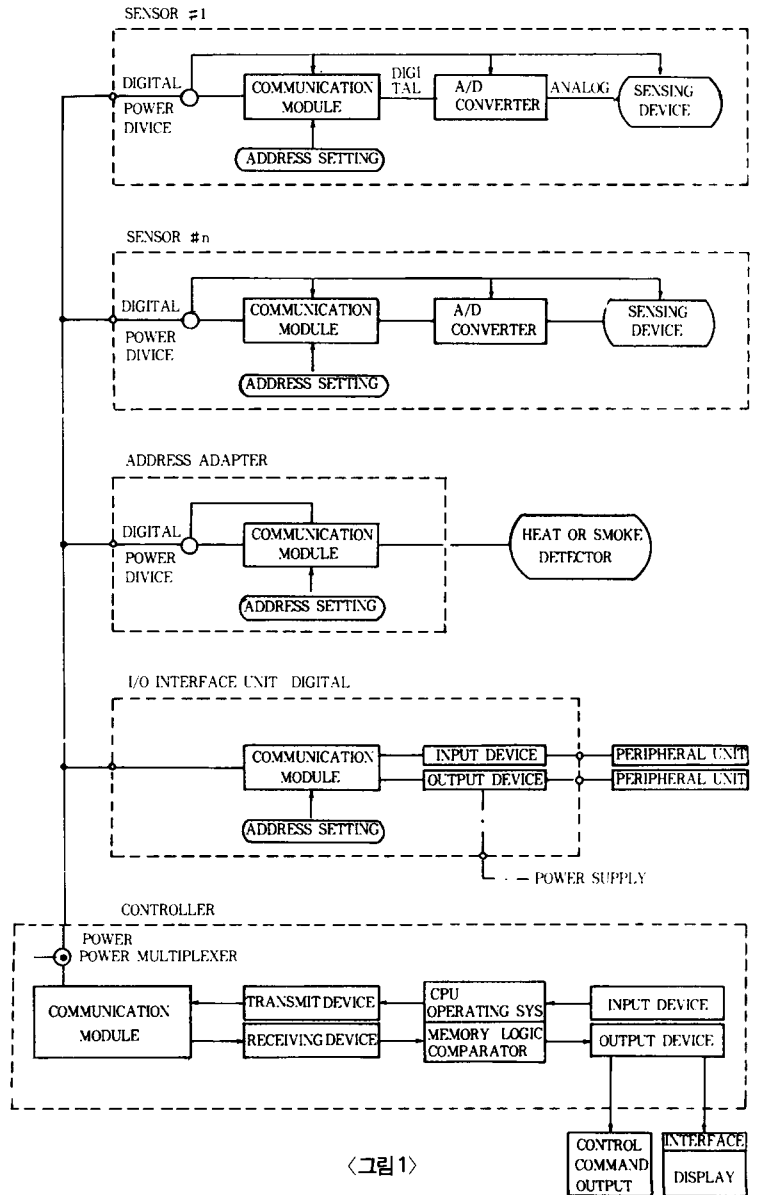 SENSOR #1
DIGITAL
POWER
DIVICE
COMMUNICATION
MODULE
DIGI
TAL
A/D
CONVERTER
ANALOG
SENSING
DEVICE
ADDRESS SETTING
SENSOR #n
DIGITAL
POWER
DIVICE
COMMUNICATION
MODULE
A/D
CONVERTER
SENSING
DEVICE
ADDRESS SETTING
ADDRESS ADAPTER
DIGITAL
POWER
DIVICE
COMMUNICATION
MODULE
HEAT OR SMOKE
DETECTOR
ADDRESS SETTING
I/O INTERFACE UNIT DIGITAL
COMMUNICATION
MODULE
INPUT DEVICE
PERIPHERAL UNIT
OUTPUT DEVICE
PERIPHERAL UNIT
ADDRESS SETTING
POWER SUPPLY
CONTROLLER
POWER
POWER MULTIPLEXER
COMMUNICATION
MODULE
TRANSMIT DEVICE
RECEIVING DEVICE
CPU
OPERATING SYS
MEMORY LOGIC
COMPARATOR
INPUT DEVICE
OUTPUT DEVICE
CONTROL
COMMAND
OUTPUT
INTERFACE
DISPLAY
〈그림1〉